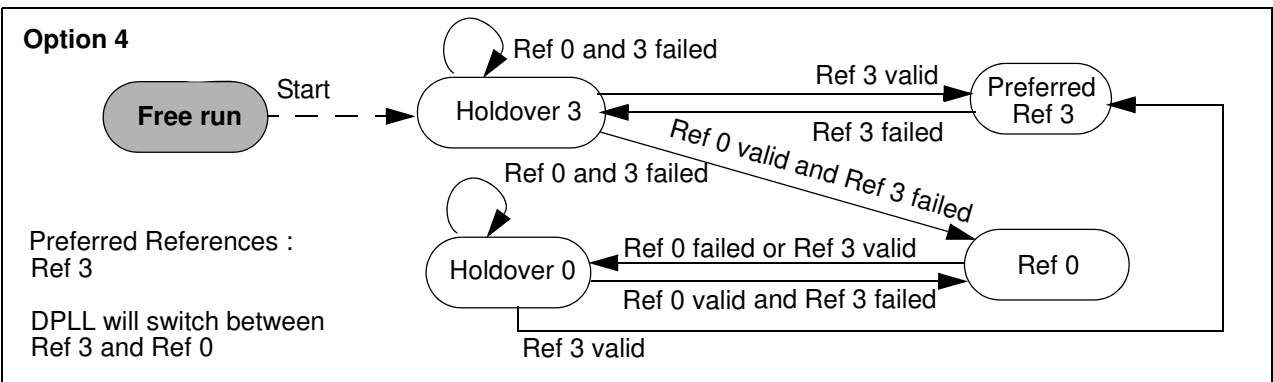 Option 4
Ref 0 and 3 failed
Start
Free run
Holdover 3
Ref 3 valid
Ref 3 failed
Preferred
Ref 3
Ref 0 valid and Ref 3 failed
Ref 0 and 3 failed
Preferred References :
Ref 3
Holdover 0
Ref 0 failed or Ref 3 valid
Ref 0 valid and Ref 3 failed
Ref 0
DPLL will switch between
Ref 3 and Ref 0
Ref 3 valid